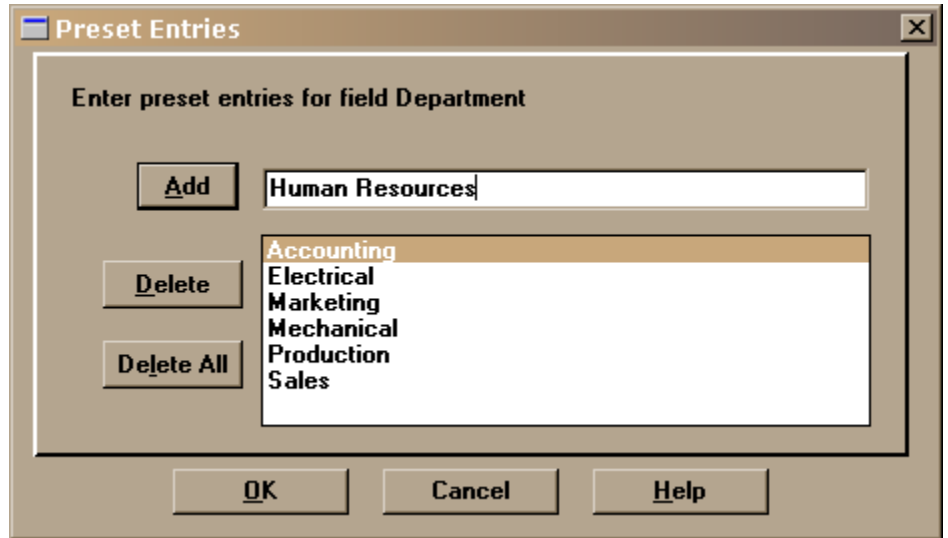 Preset Entries
Enter preset entries for field Department
Add
Human Resources
Accounting
Electrical
Marketing
Mechanical
Production
Sales
Delete
Delete All
OK
Cancel
Help